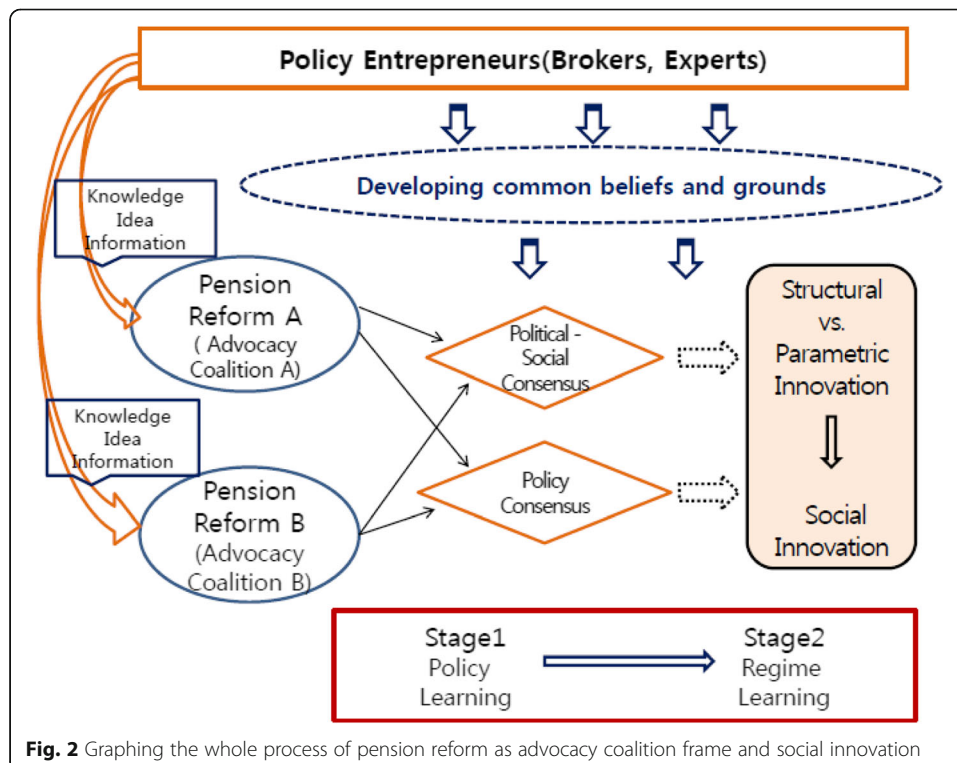 Policy Entrepreneurs(Brokers, Experts)
Developing common beliefs and grounds
Knowledge
Idea
Information
Pension
Reform A
( Advocacy
Coalition A)
Political -
Social
Consensus
Structural
vs.
Parametric
Innovation
Knowledge
Idea
Information
Pension
Reform B
(Advocacy
Coalition B)
Policy
Consensus
Social
Innovation
Stage1
Policy
Learning
Stage2
Regime
Learning
Fig. 2 Graphing the whole process of pension reform as advocacy coalition frame and social innovation